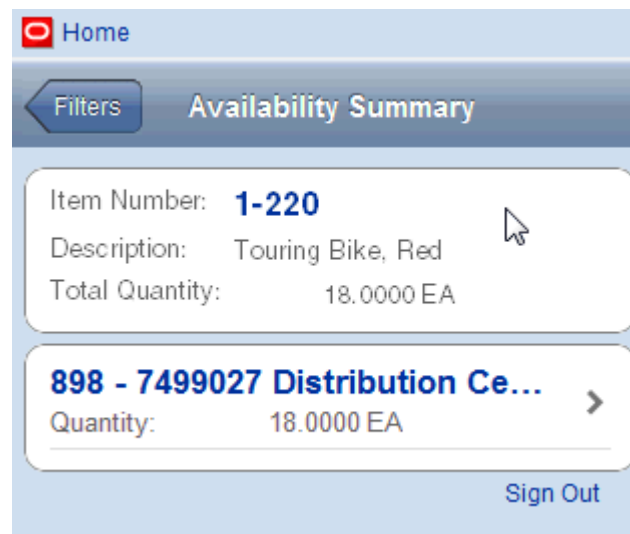 Home
Filters Availability Summary
Item Number: 1-220
Description: Touring Bike, Red
Total Quantity: 18.0000 EA
898 - 7499027 Distribution Ce...
Quantity: 18.0000 EA
Sign Out